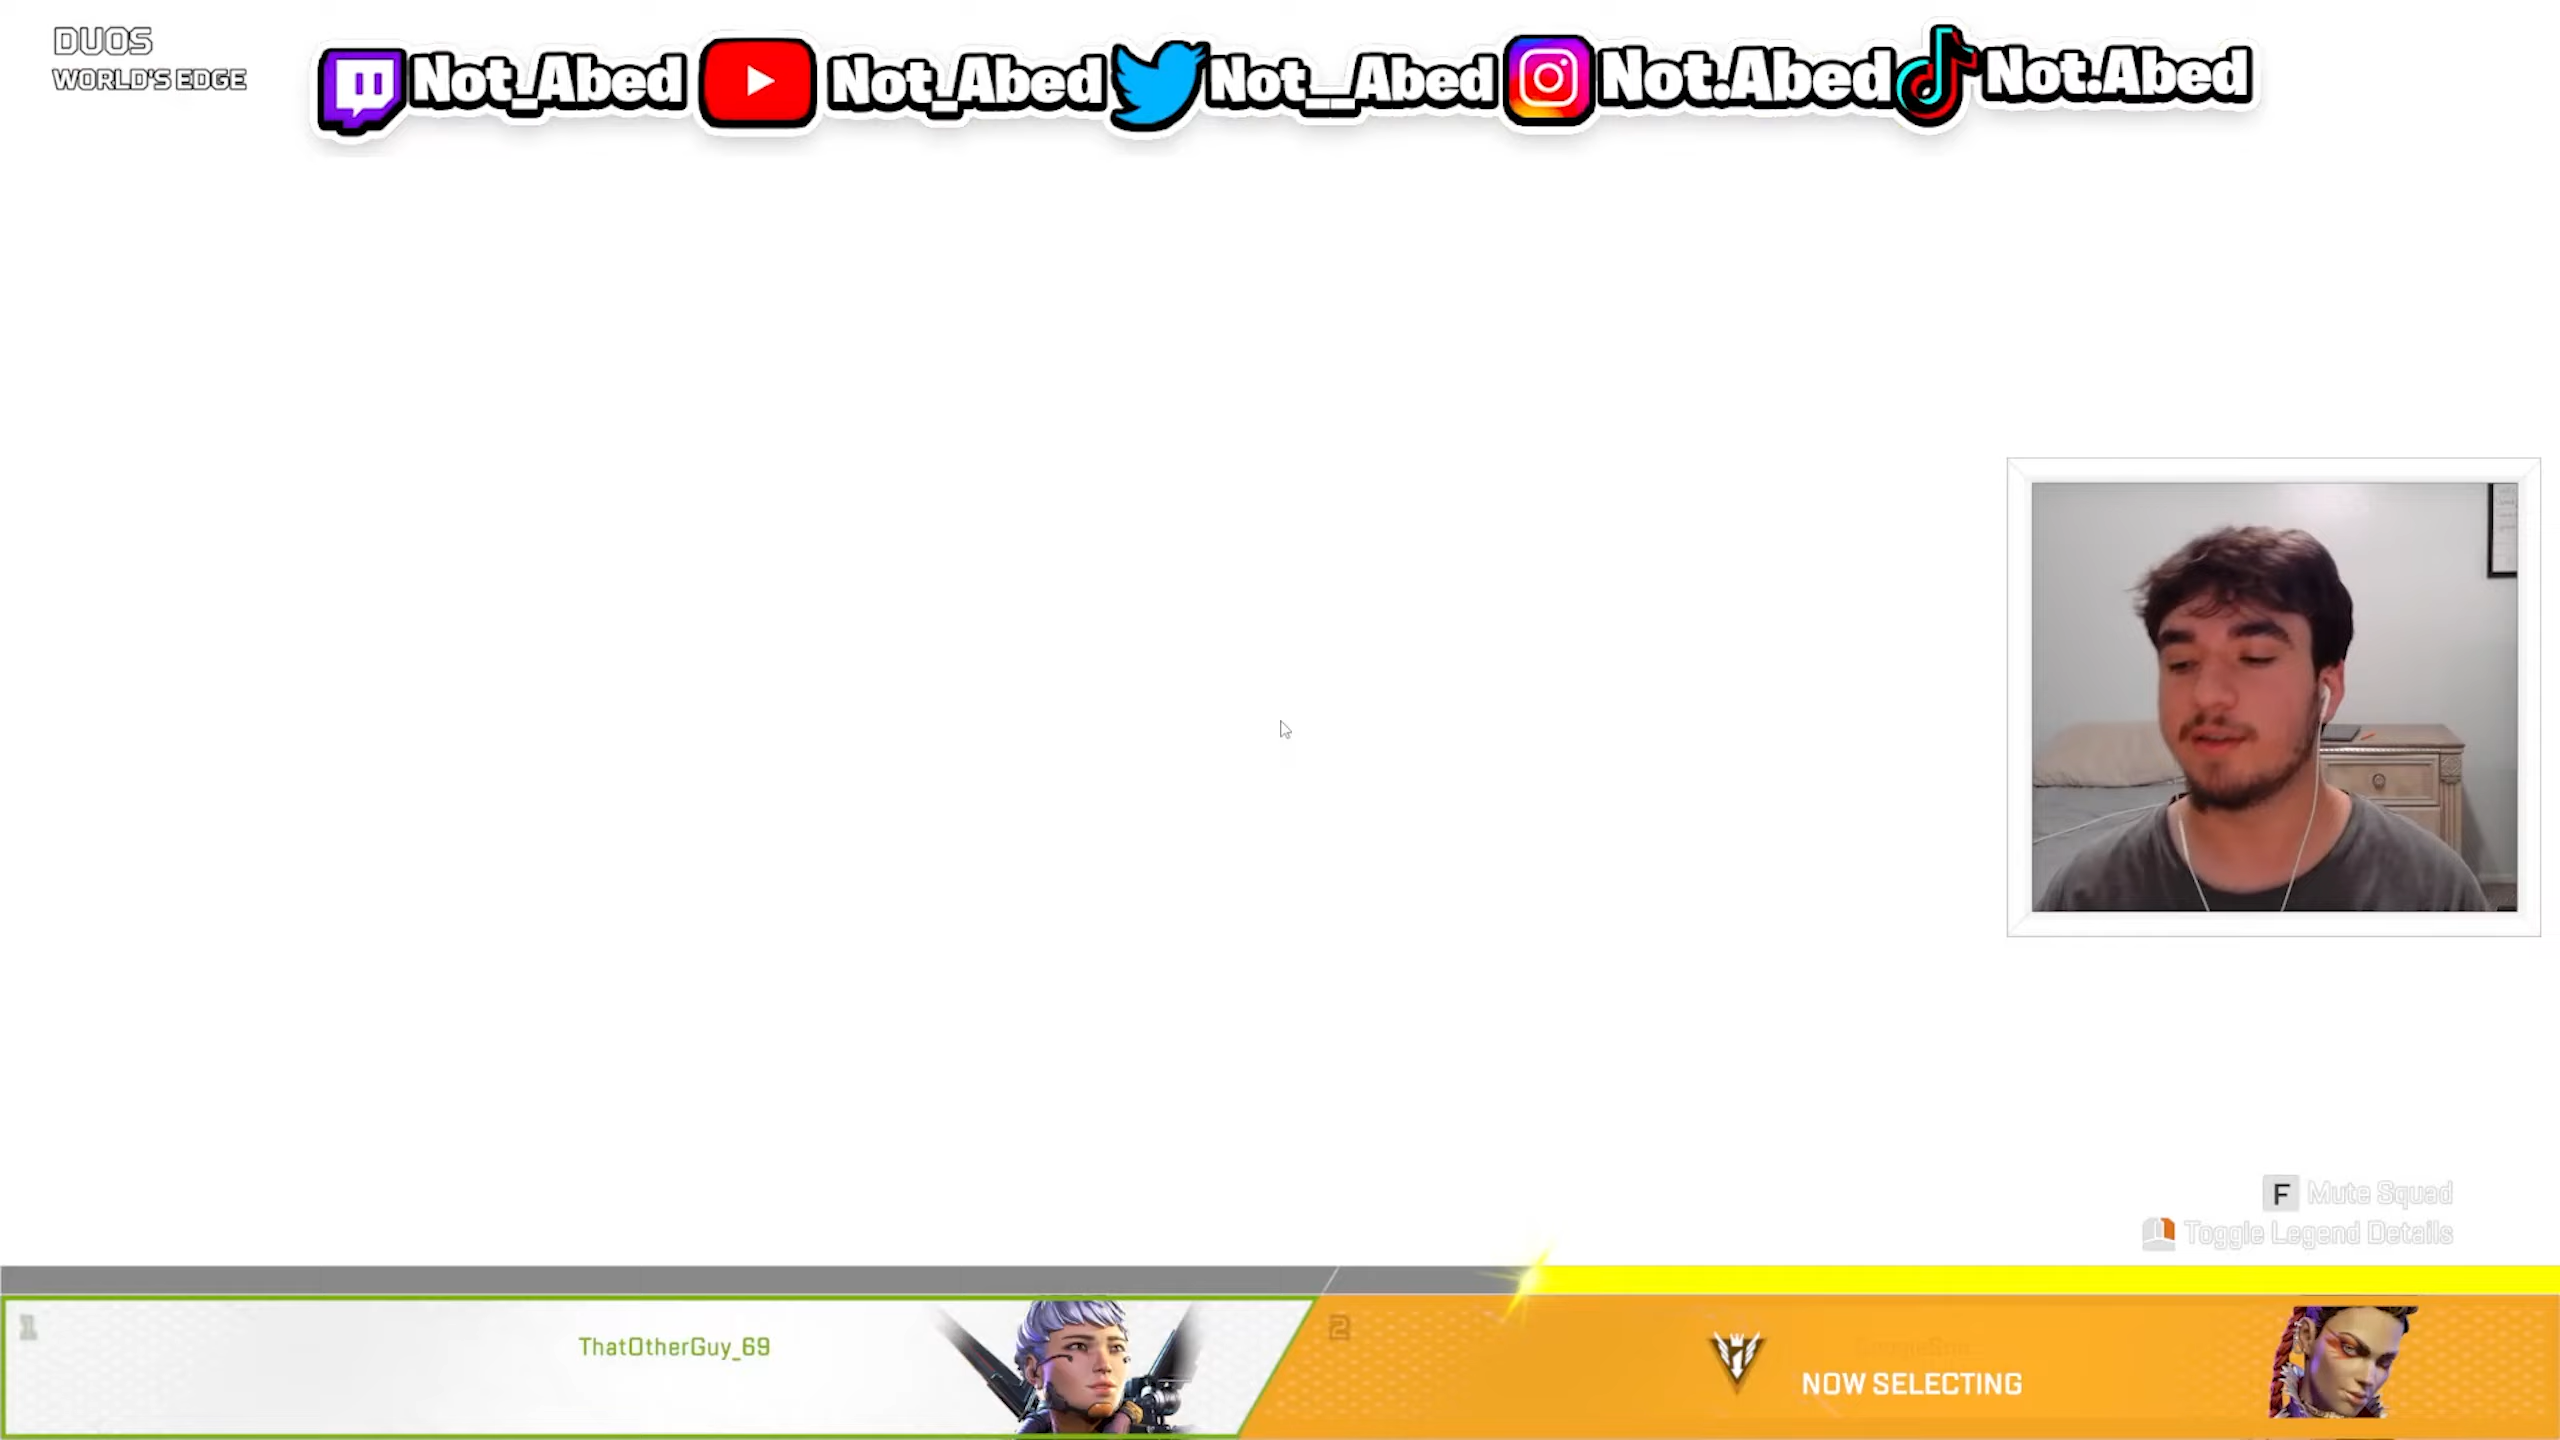 DUOS
WORLD'S EDGE
Not_Abed Not_Abed Not__Abed Not.Abed Not.Abed
F Mute Squad
Toggle Legend Details
1
ThatOtherGuy_69
2
NOW SELECTING